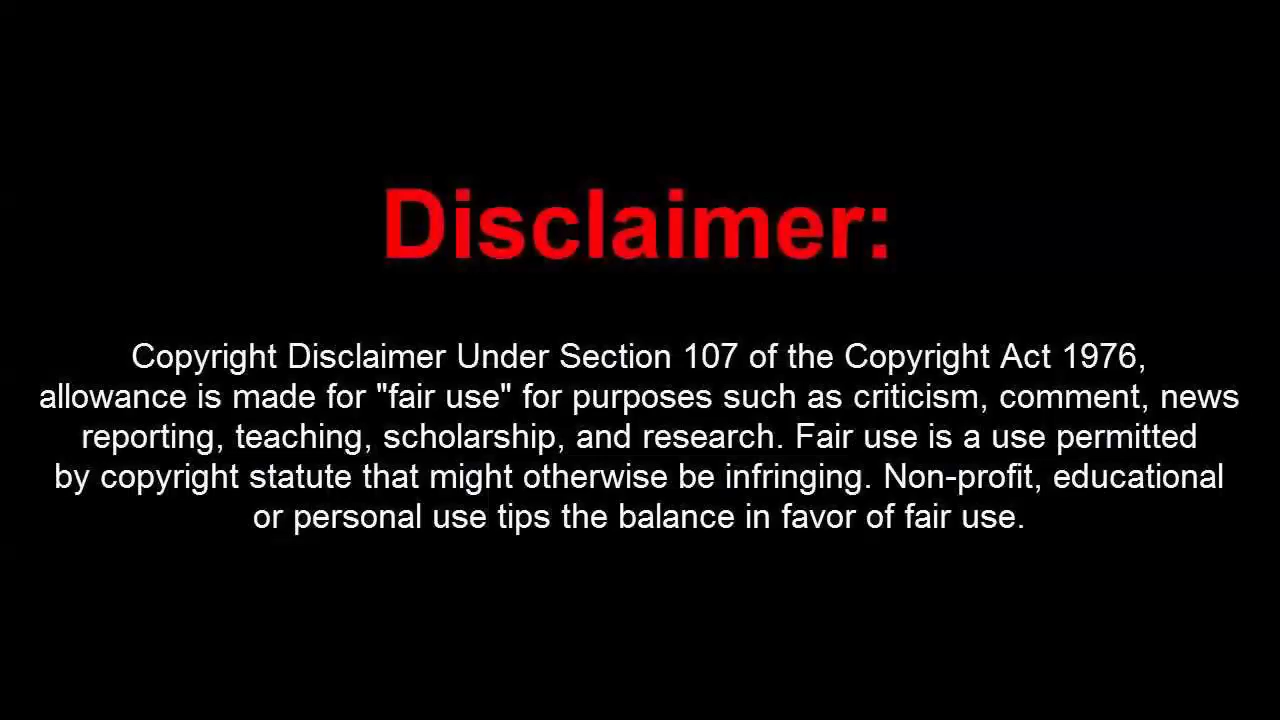 Disclaimer:
Copyright Disclaimer Under Section 107 of the Copyright Act 1976,
allowance is made for "fair use" for purposes such as criticism, comment, news
reporting, teaching, scholarship, and research. Fair use is a use permitted
by copyright statute that might otherwise be infringing. Non-profit, educational
or personal use tips the balance in favor of fair use.